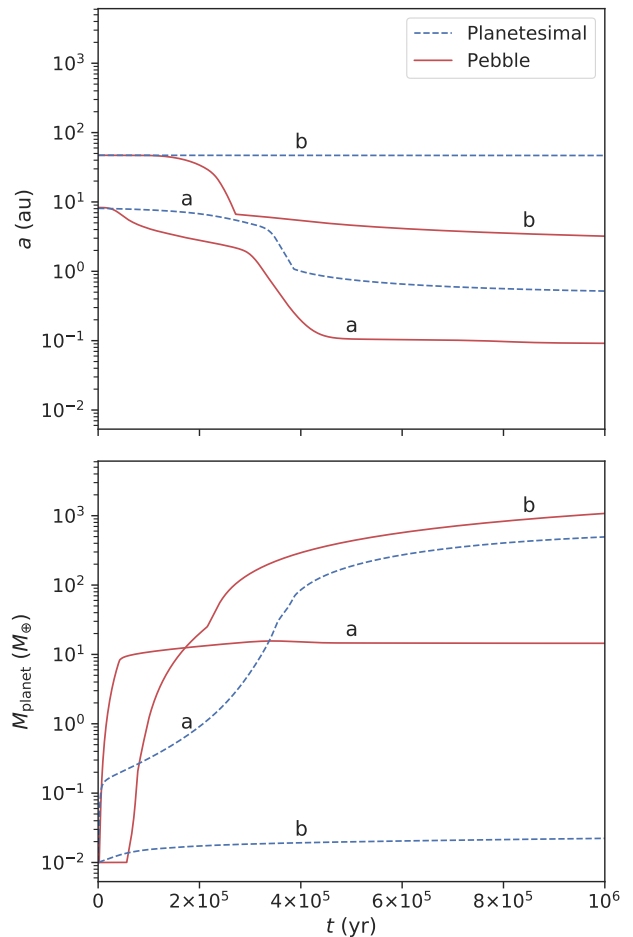 Planetesimal
Pebble
10³
b
10²
a
10¹
b
a (au)
10⁰
a
10⁻¹
10⁻²
b
10³
10²
a
10¹
M_planet (M_⊕)
a
10⁰
10⁻¹
b
10⁻²
0 2×10⁵ 4×10⁵ 6×10⁵ 8×10⁵ 10⁶
t (yr)